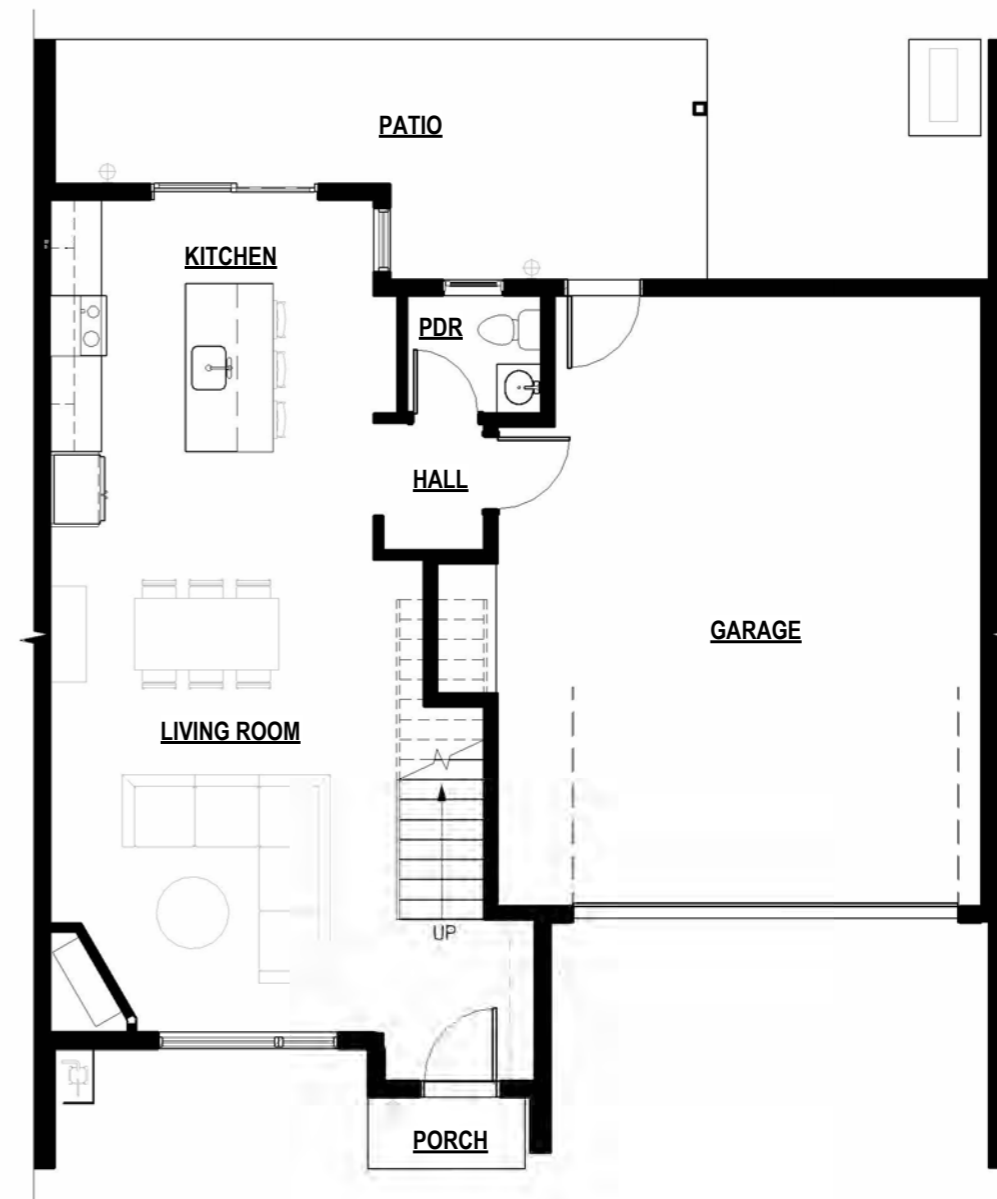 PATIO
KITCHEN
PDR
HALL
GARAGE
LIVING ROOM
UP
PORCH